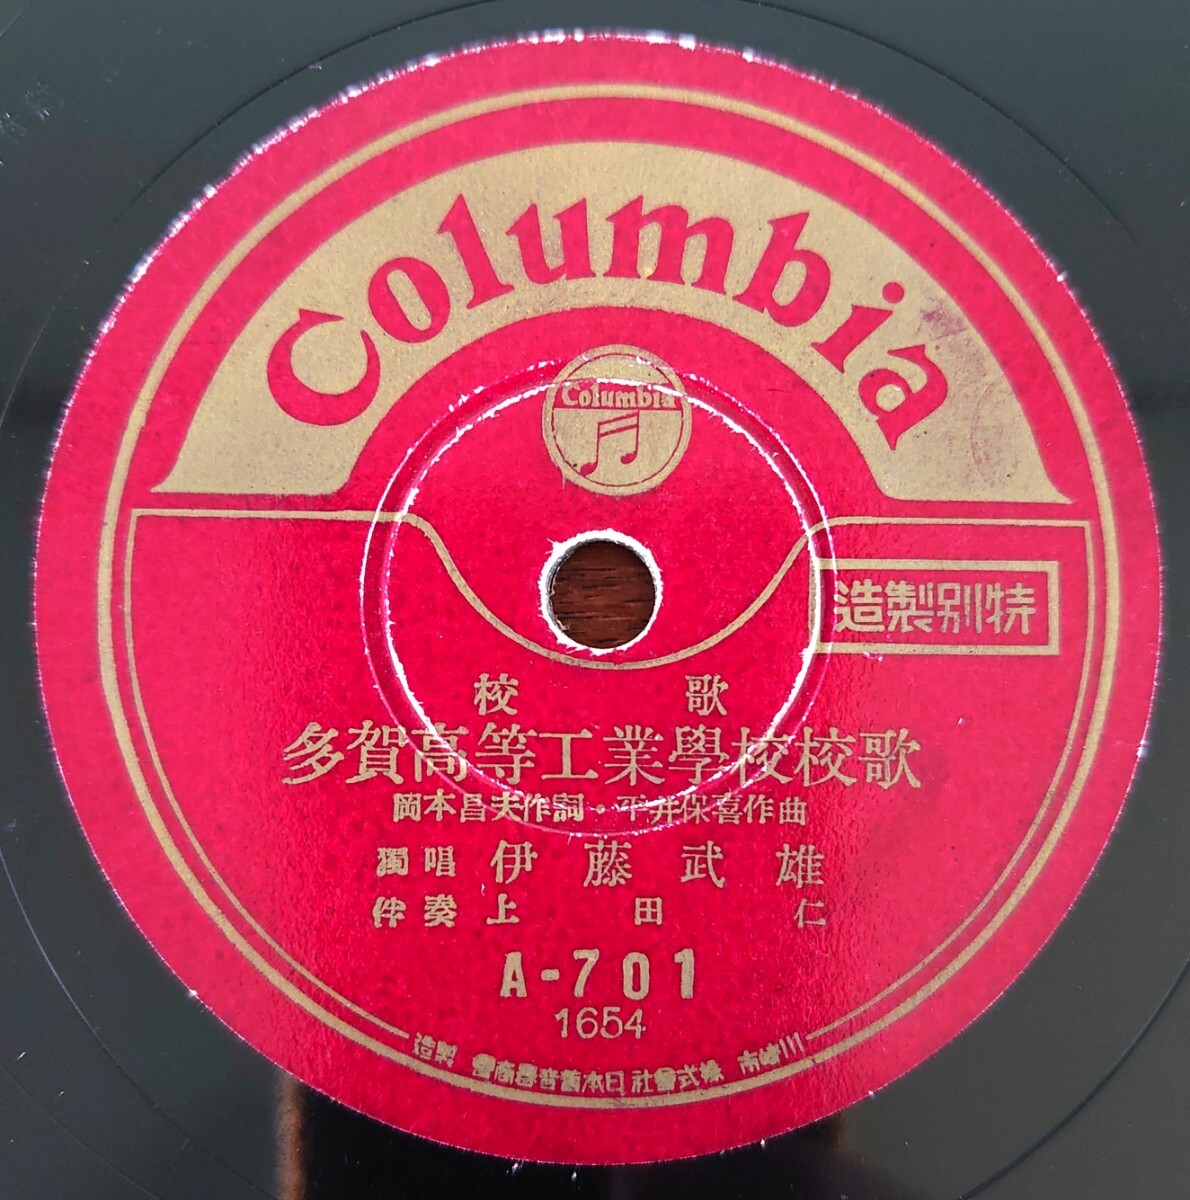 Columbia
Columbia
造製別特
校歌
多賀高等工業學校校歌
岡本昌夫作詞・平井保喜作曲
獨唱 伊藤武雄
伴奏 上田仁
A-701
1654
造製 會商器音蓄本日社會式株 市崎川